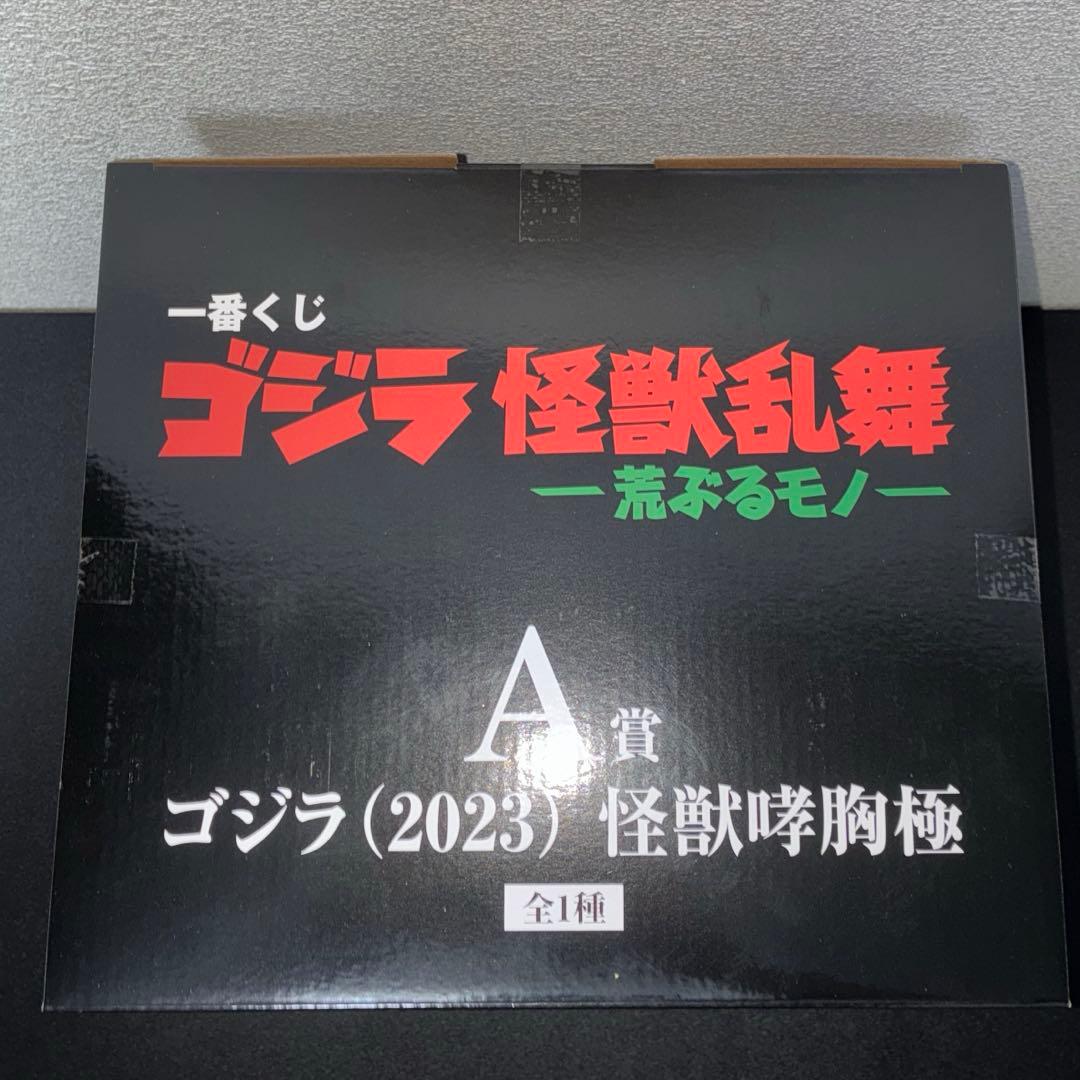 一番くじ
ゴジラ 怪獣乱舞
ー荒ぶるモノー
A賞
ゴジラ(2023) 怪獣哮胸極
全1種